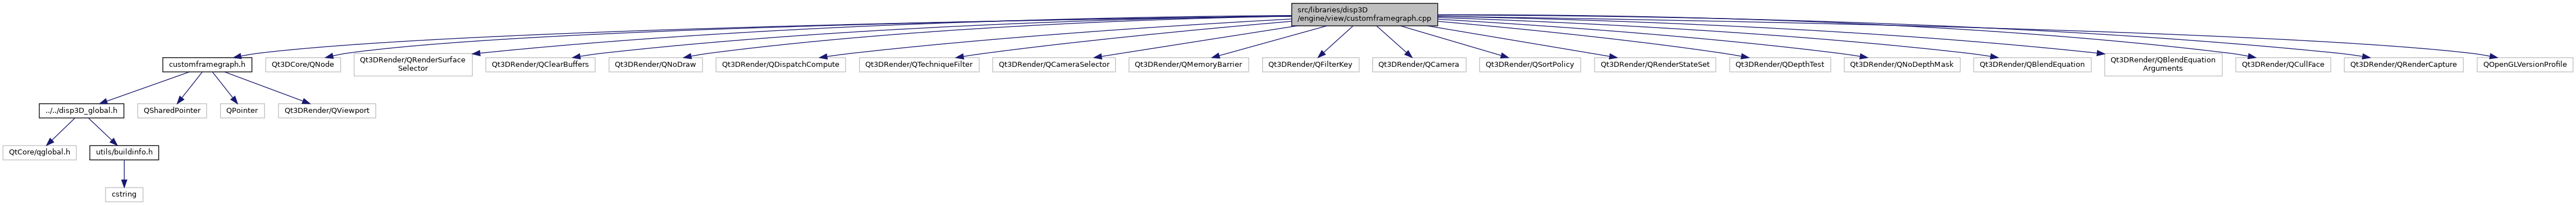 src/libraries/disp3D
/engine/view/customframegraph.cpp
customframegraph.h
Qt3DCore/QNode
Qt3DRender/QRenderSurface
Selector
Qt3DRender/QClearBuffers
Qt3DRender/QNoDraw
Qt3DRender/QDispatchCompute
Qt3DRender/QTechniqueFilter
Qt3DRender/QCameraSelector
Qt3DRender/QMemoryBarrier
Qt3DRender/QFilterKey
Qt3DRender/QCamera
Qt3DRender/QSortPolicy
Qt3DRender/QRenderStateSet
Qt3DRender/QDepthTest
Qt3DRender/QNoDepthMask
Qt3DRender/QBlendEquation
Qt3DRender/QBlendEquation
Arguments
Qt3DRender/QCullFace
Qt3DRender/QRenderCapture
QOpenGLVersionProfile
../../disp3D_global.h
QSharedPointer
QPointer
Qt3DRender/QViewport
QtCore/qglobal.h
utils/buildinfo.h
cstring